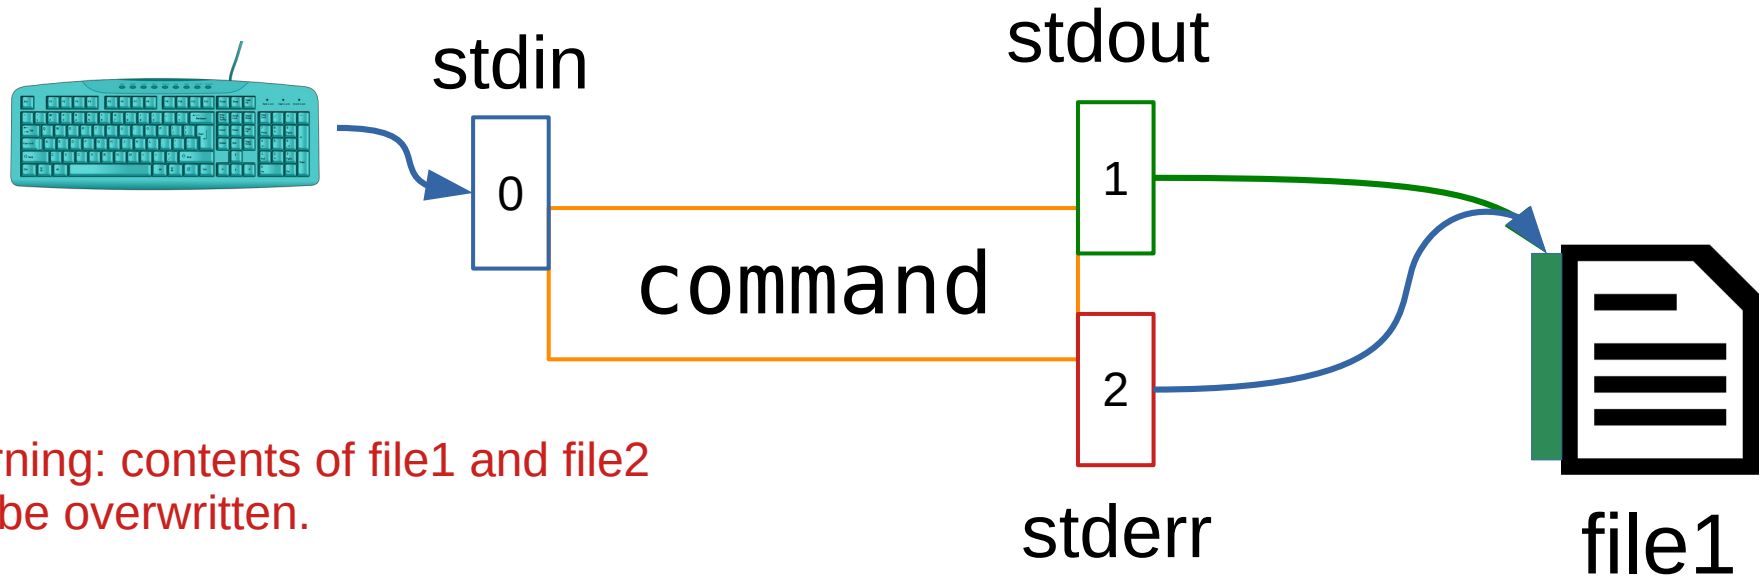 stdin
stdout
0
1
command
2
rning: contents of file1 and file2
be overwritten.
stderr
file1